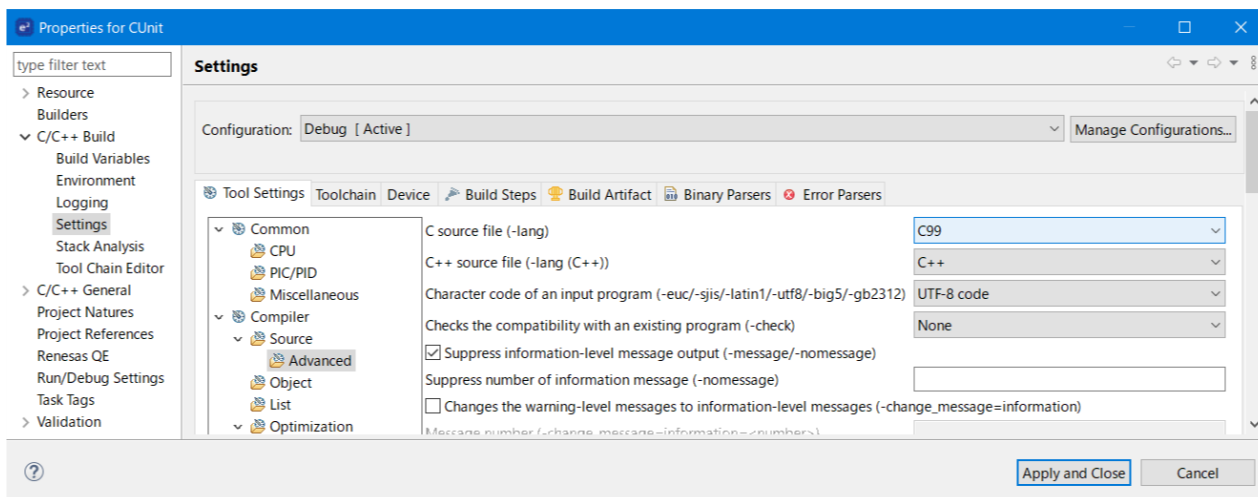 e² Properties for CUnit
type filter text
Resource
Builders
C/C++ Build
Build Variables
Environment
Logging
Settings
Stack Analysis
Tool Chain Editor
C/C++ General
Project Natures
Project References
Renesas QE
Run/Debug Settings
Task Tags
Validation
Settings
Configuration: Debug [ Active ] Manage Configurations...
Tool Settings Toolchain Device Build Steps Build Artifact Binary Parsers Error Parsers
Common
CPU
PIC/PID
Miscellaneous
Compiler
Source
Advanced
Object
List
Optimization
C source file (-lang) C99
C++ source file (-lang (C++)) C++
Character code of an input program (-euc/-sjis/-latin1/-utf8/-big5/-gb2312) UTF-8 code
Checks the compatibility with an existing program (-check) None
Suppress information-level message output (-message/-nomessage)
Suppress number of information message (-nomessage)
Changes the warning-level messages to information-level messages (-change_message=information)
Message number (-change_message=information=<number>)
? Apply and Close Cancel